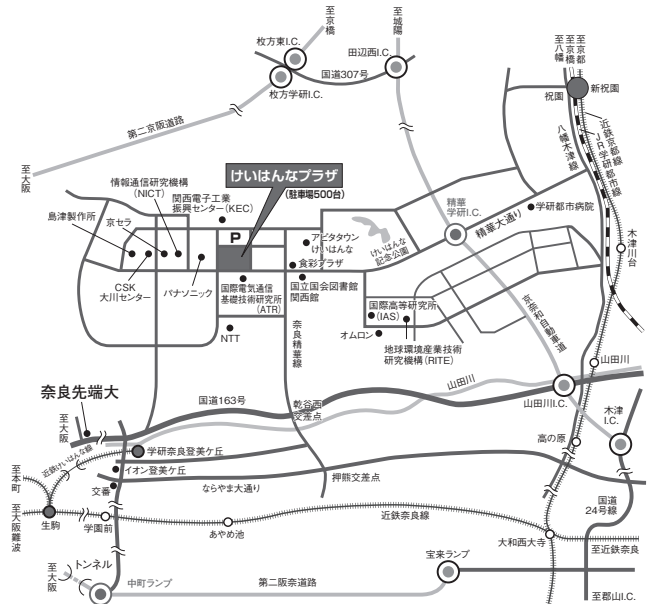 至京橋
至城陽
枚方東I.C.
田辺西I.C.
国道307号
枚方学研I.C.
第二京阪道路
至大阪
至八幡
至京橋
至京都
新祝園
祝園
近鉄京都線
JR学研都市線
八幡木津線
けいはんなプラザ
(駐車場500台)
情報通信研究機構
(NICT)
関西電子工業
振興センター(KEC)
島津製作所
京セラ
P
アピタタウン
けいはんな
けいはんな
記念公園
精華
学研I.C.
精華大通り
学研都市病院
木津川台
CSK
大川センター
パナソニック
食彩プラザ
国際電気通信
基礎技術研究所
(ATR)
国立国会図書館
関西館
国際高等研究所
(IAS)
オムロン
地球環境産業技術
研究機構(RITE)
NTT
奈良精華線
京奈和自動車道
山田川
山田川
山田川I.C.
木津
I.C.
奈良先端大
国道163号
乾谷西
交差点
至大阪
近鉄けいはんな線
学研奈良登美ケ丘
イオン登美ケ丘
交番
ならやま大通り
押熊交差点
高の原
国道
24号線
至本町
至大阪難波
生駒
学園前
あやめ池
近鉄奈良線
大和西大寺
至近鉄奈良
トンネル
至大阪
中町ランプ
第二阪奈道路
宝来ランプ
至郡山I.C.